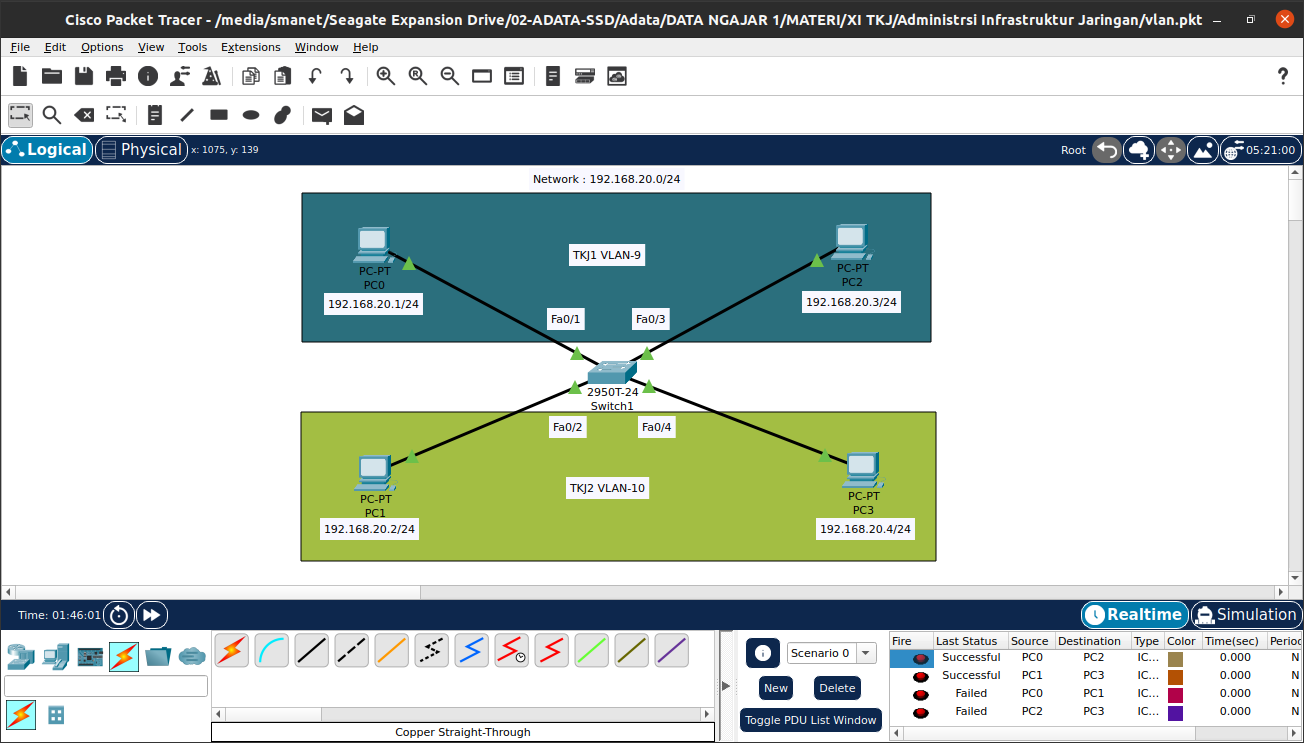 Cisco Packet Tracer - /media/smanet/Seagate Expansion Drive/02-ADATA-SSD/Adata/DATA NGAJAR 1/MATERI/XI TKJ/Administrsi Infrastruktur Jaringan/vlan.pkt
File Edit Options View Tools Extensions Window Help
Logical Physical x: 1075, y: 139 Root 05:21:00
Network : 192.168.20.0/24
TKJ1 VLAN-9
PC-PT
PC0
192.168.20.1/24
PC-PT
PC2
192.168.20.3/24
Fa0/1 Fa0/3
2950T-24
Switch1
Fa0/2 Fa0/4
TKJ2 VLAN-10
PC-PT
PC1
192.168.20.2/24
PC-PT
PC3
192.168.20.4/24
Time: 01:46:01 Realtime Simulation
Scenario 0
New Delete
Toggle PDU List Window
Copper Straight-Through
Fire Last Status Source Destination Type Color Time(sec) Perioc
Successful PC0 PC2 IC... 0.000 N
Successful PC1 PC3 IC... 0.000 N
Failed PC0 PC1 IC... 0.000 N
Failed PC2 PC3 IC... 0.000 N